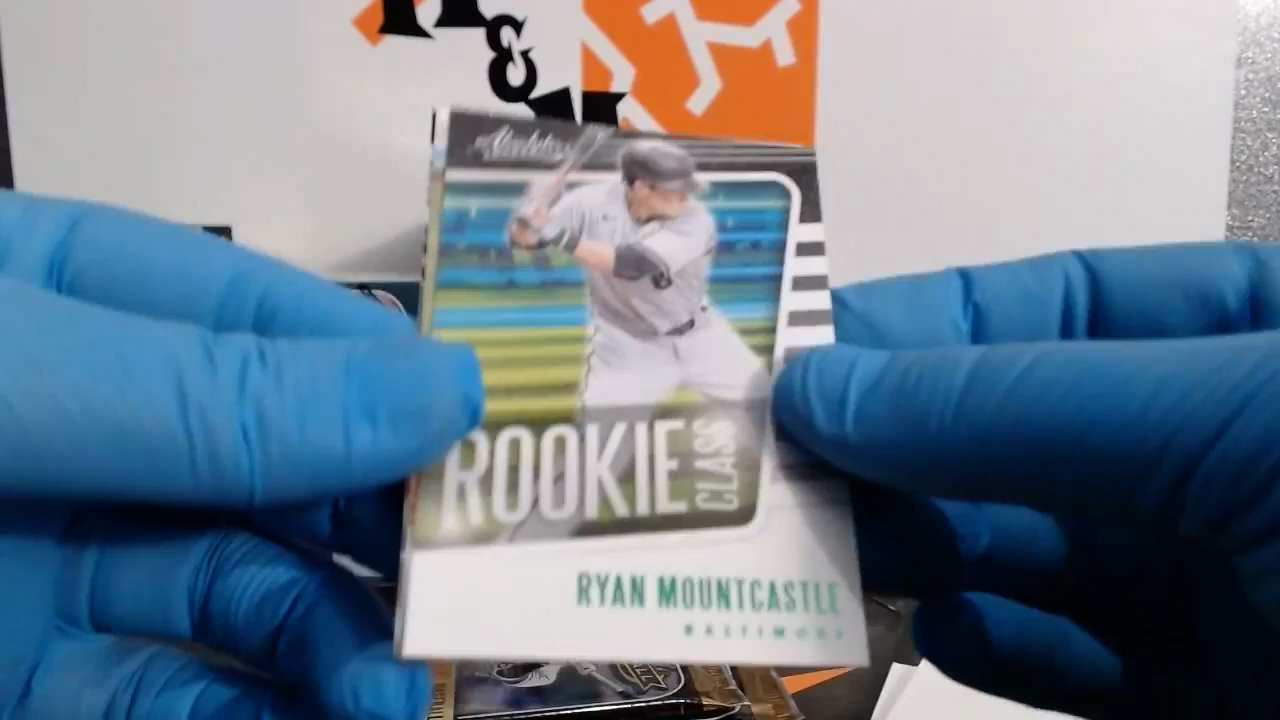 &
Absolute
ROOKIE
CLASS
RYAN MOUNTCASTLE
BALTIMORE